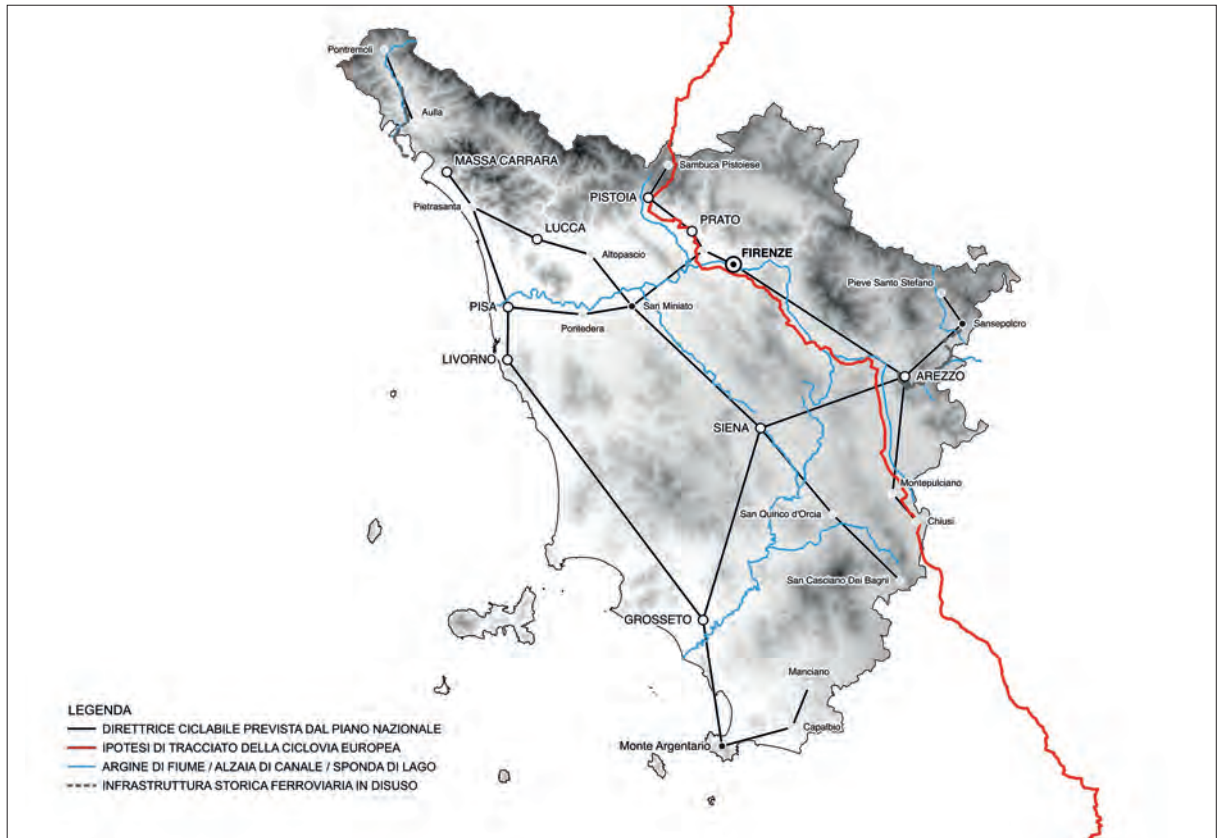 Pontremoli
Aulla
MASSA CARRARA
Sambuca Pistoiese
PISTOIA
Pietrasanta
PRATO
LUCCA
FIRENZE
Altopascio
Pieve Santo Stefano
PISA
San Miniato
Pontedera
Sansepolcro
LIVORNO
AREZZO
SIENA
Montepulciano
San Quirico d'Orcia
Chiusi
San Casciano Dei Bagni
GROSSETO
Manciano
Capalbio
Monte Argentario
LEGENDA
DIRETTRICE CICLABILE PREVISTA DAL PIANO NAZIONALE
IPOTESI DI TRACCIATO DELLA CICLOVIA EUROPEA
ARGINE DI FIUME / ALZAIA DI CANALE / SPONDA DI LAGO
INFRASTRUTTURA STORICA FERROVIARIA IN DISUSO